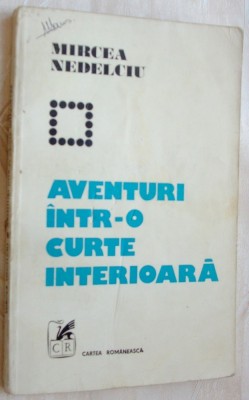 MIRCEA
NEDELCIU
AVENTURI
ÎNTR-O
CURTE
INTERIOARĂ
CR
CARTEA ROMÂNEASCĂ